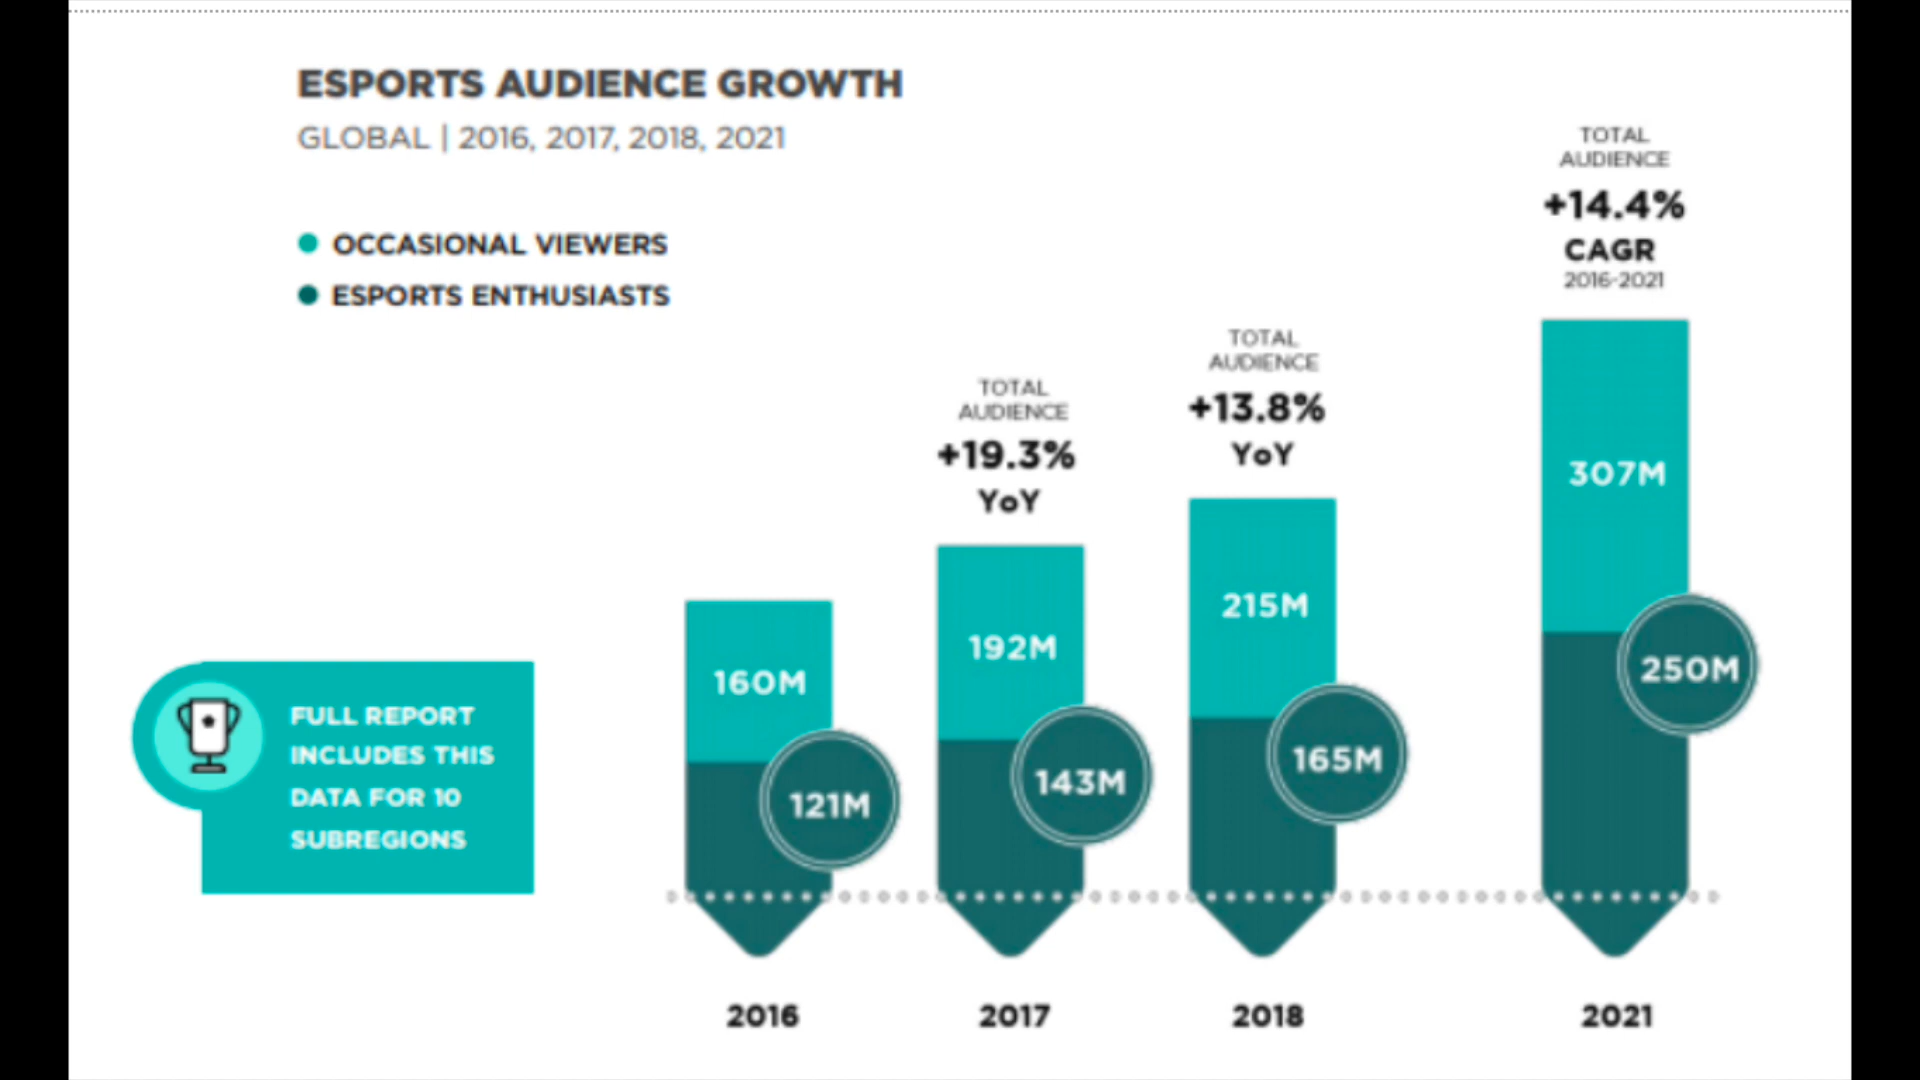 ESPORTS AUDIENCE GROWTH
GLOBAL | 2016, 2017, 2018, 2021
OCCASIONAL VIEWERS
ESPORTS ENTHUSIASTS
FULL REPORT
INCLUDES THIS
DATA FOR 10
SUBREGIONS
160M
121M
2016
TOTAL
AUDIENCE
+19.3%
YoY
192M
143M
2017
TOTAL
AUDIENCE
+13.8%
YoY
215M
165M
2018
TOTAL
AUDIENCE
+14.4%
CAGR
2016-2021
307M
250M
2021